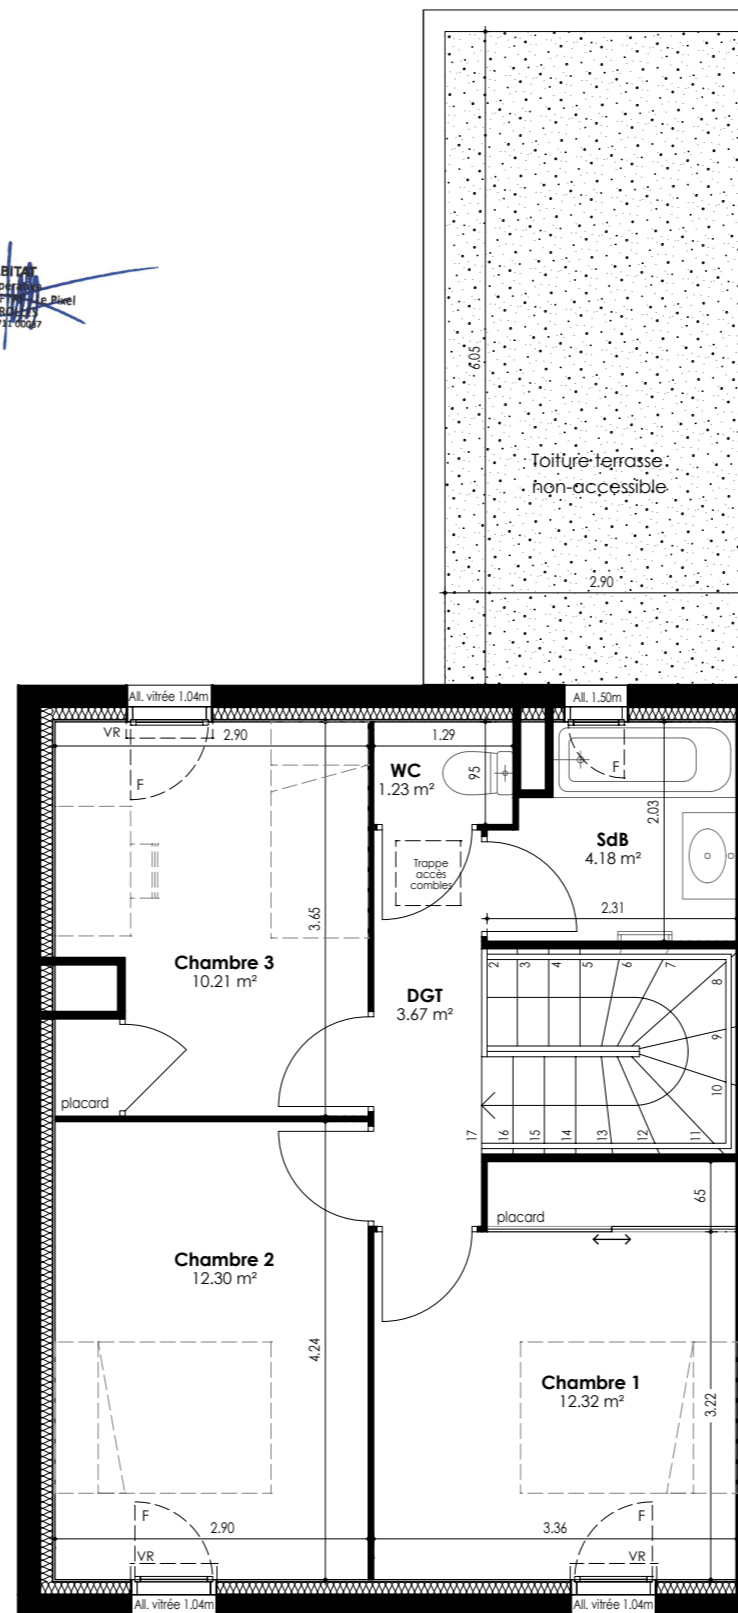 BITAT
e Pixel
6.05
Toiture terrasse
non-accessible
2.90
All. vitrée 1.04m
All. 1.50m
VR
2.90
1.29
F
WC
1.23 m²
95
F
2.03
SdB
4.18 m²
Trappe
accès
combles
3.65
2.31
Chambre 3
10.21 m²
DGT
3.67 m²
2
3
4
5
6
7
8
9
10
11
12
13
14
15
16
17
placard
65
placard
Chambre 2
12.30 m²
4.24
Chambre 1
12.32 m²
3.22
F
2.90
3.36
F
VR
VR
All. vitrée 1.04m
All. vitrée 1.04m